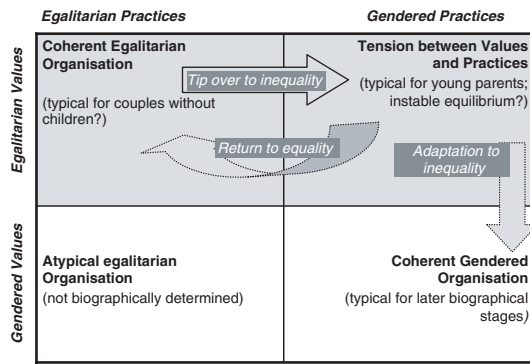 Egalitarian Practices
Gendered Practices
Egalitarian Values
Coherent Egalitarian
Organisation
(typical for couples without
children?)
Tip over to inequality
Tension between Values
and Practices
(typical for young parents;
instable equilibrium?)
Return to equality
Adaptation to
inequality
Gendered Values
Atypical egalitarian
Organisation
(not biographically determined)
Coherent Gendered
Organisation
(typical for later biographical
stages)